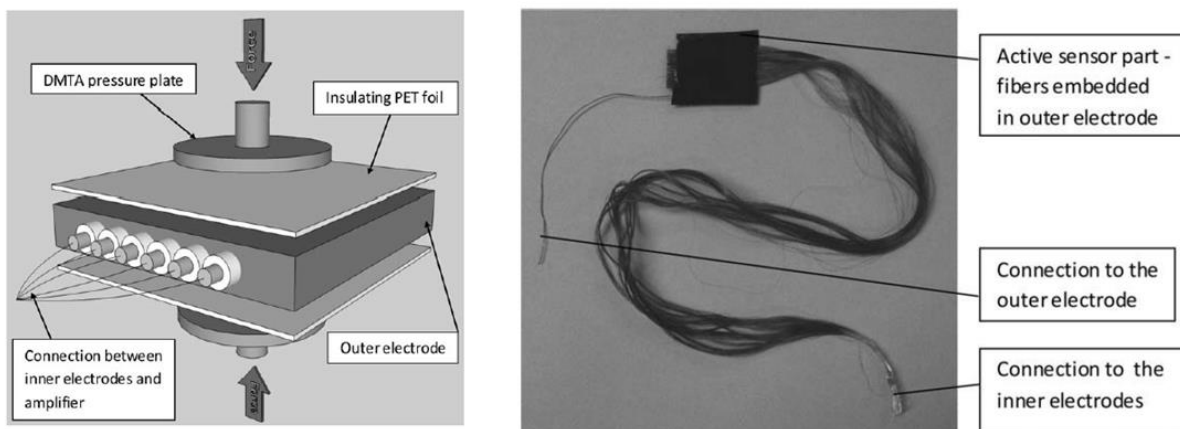 Force
DMTA pressure plate
Insulating PET foil
Connection between
inner electrodes and
amplifier
Outer electrode
Force
Active sensor part -
fibers embedded
in outer electrode
Connection to the
outer electrode
Connection to the
inner electrodes